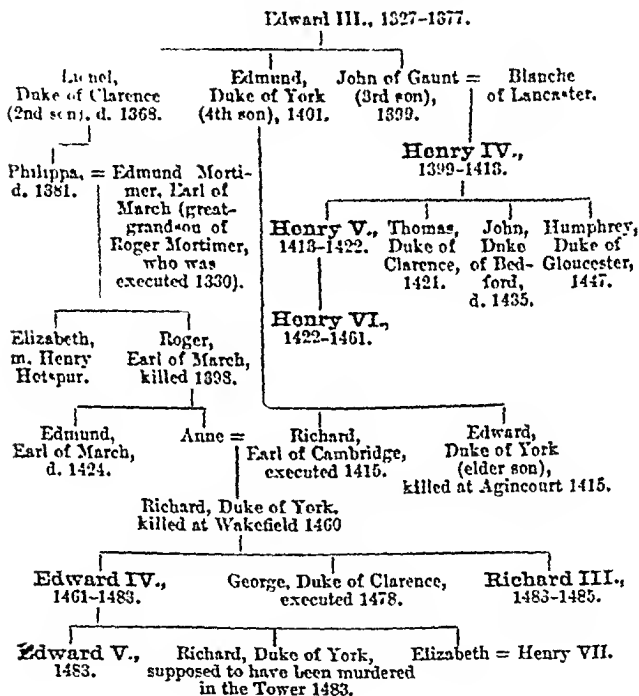 Edward III., 1327-1377.
Lionel,
Duke of Clarence
(2nd son), d. 1368.
Edmund,
Duke of York
(4th son), 1401.
John of Gaunt =
(3rd son),
1399.
Blanche
of Lancaster.
Henry IV.,
1399-1413.
Philippa, =
d. 1381.
Edmund Morti-
mer, Earl of
March (great-
grandson of
Roger Mortimer,
who was
executed 1330).
Henry V.,
1413-1422.
Thomas,
Duke of
Clarence,
1421.
John,
Duke
of Bed-
ford,
d. 1435.
Humphrey,
Duke of
Gloucester,
1447.
Henry VI.,
1422-1461.
Elizabeth,
m. Henry
Hotspur.
Roger,
Earl of March,
killed 1398.
Edmund,
Earl of March,
d. 1424.
Anne =
Richard,
Earl of Cambridge,
executed 1415.
Edward,
Duke of York
(elder son),
killed at Agincourt 1415.
Richard, Duke of York.
killed at Wakefield 1460
Edward IV.,
1461-1483.
George, Duke of Clarence,
executed 1478.
Richard III.,
1483-1485.
Edward V.,
1483.
Richard, Duke of York,
supposed to have been murdered
in the Tower 1483.
Elizabeth = Henry VII.